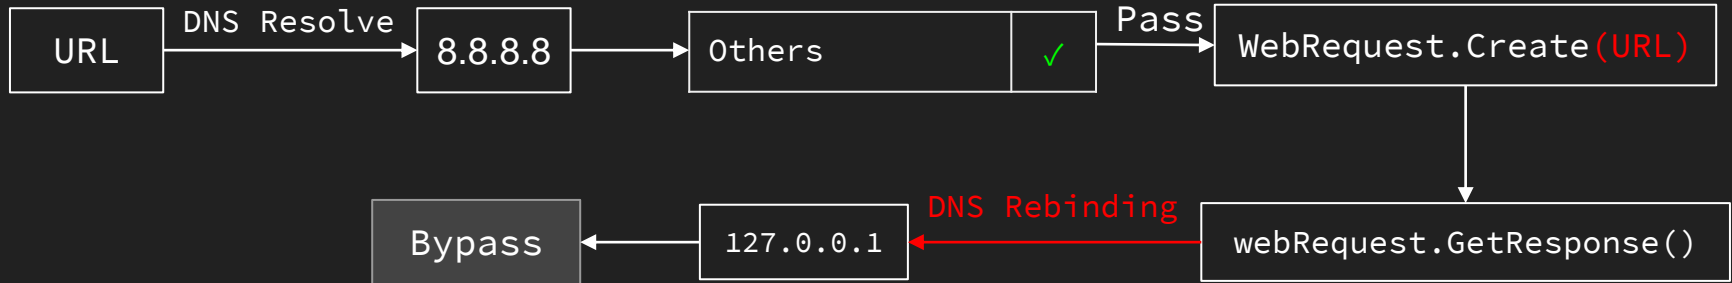 URL
DNS Resolve
8.8.8.8
Others
✓
Pass
WebRequest.Create(URL)
webRequest.GetResponse()
DNS Rebinding
127.0.0.1
Bypass